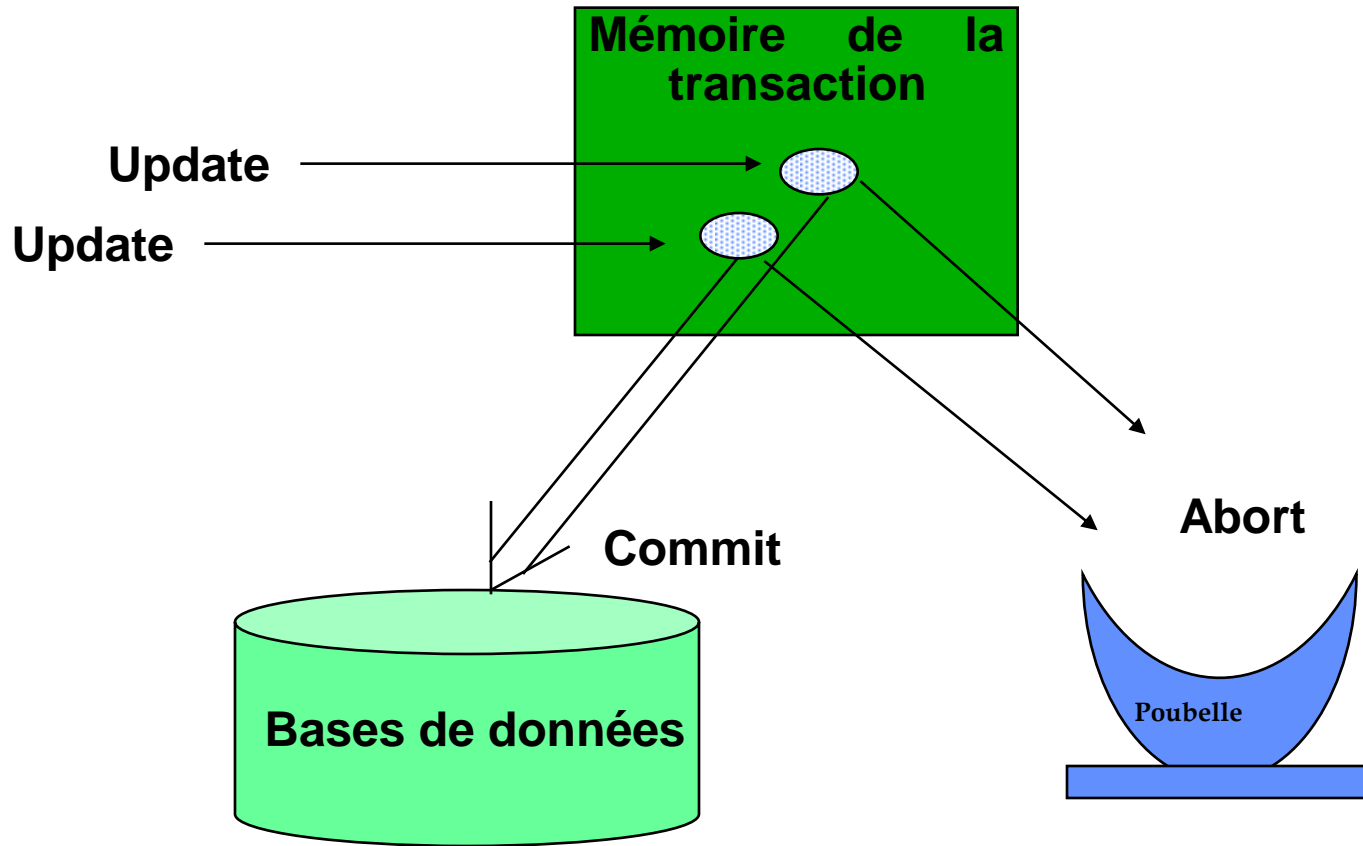 Mémoire de la
transaction
Update
Update
Commit
Abort
Bases de données
Poubelle